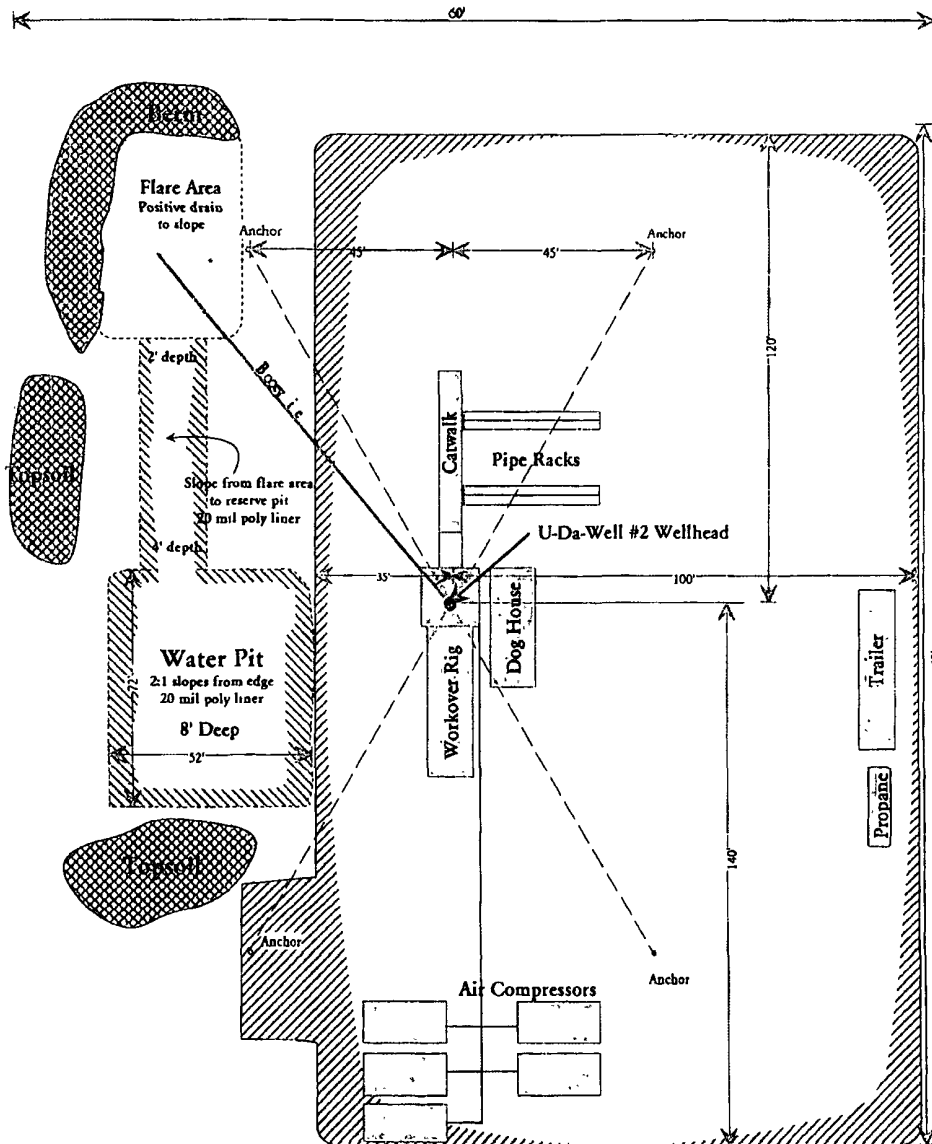 60'
Berm
Flare Area
Positive drain
to slope
Anchor
45'
45'
Anchor
120'
2' depth
Catwalk
Pipe Racks
Topsoil
Slope from flare area
to reserve pit
20 mil poly liner
4' depth
U-Da-Well #2 Wellhead
35'
100'
Dog House
Trailer
Water Pit
2:1 slopes from edge
20 mil poly liner
8' Deep
72'
52'
Workover Rig
Propane
140'
Topsoil
Anchor
Anchor
Air Compressors